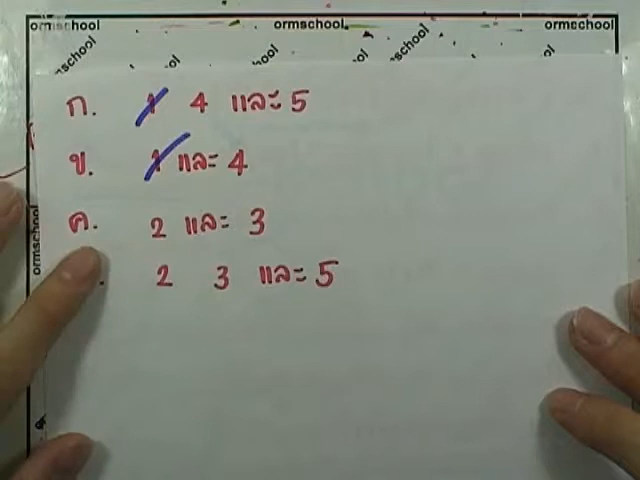 ormschool ormschool ormschool
ormschool
ก. 1 4 และ 5
ข. 1 และ 4
ค. 2 และ 3
2 3 และ 5